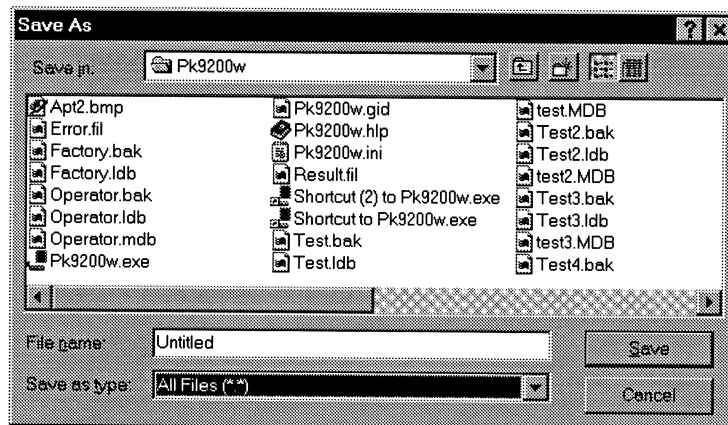 Save As
Save in:
Pk9200w
Apt2.bmp
Error.fil
Factory.bak
Factory.ldb
Operator.bak
Operator.ldb
Operator.mdb
Pk9200w.exe
Pk9200w.gid
Pk9200w.hlp
Pk9200w.ini
Result.fil
Shortcut (2) to Pk9200w.exe
Shortcut to Pk9200w.exe
Test.bak
Test.ldb
test.MDB
Test2.bak
Test2.ldb
test2.MDB
Test3.bak
Test3.ldb
test3.MDB
Test4.bak
File name:
Untitled
Save
Save as type:
All Files (*.*)
Cancel